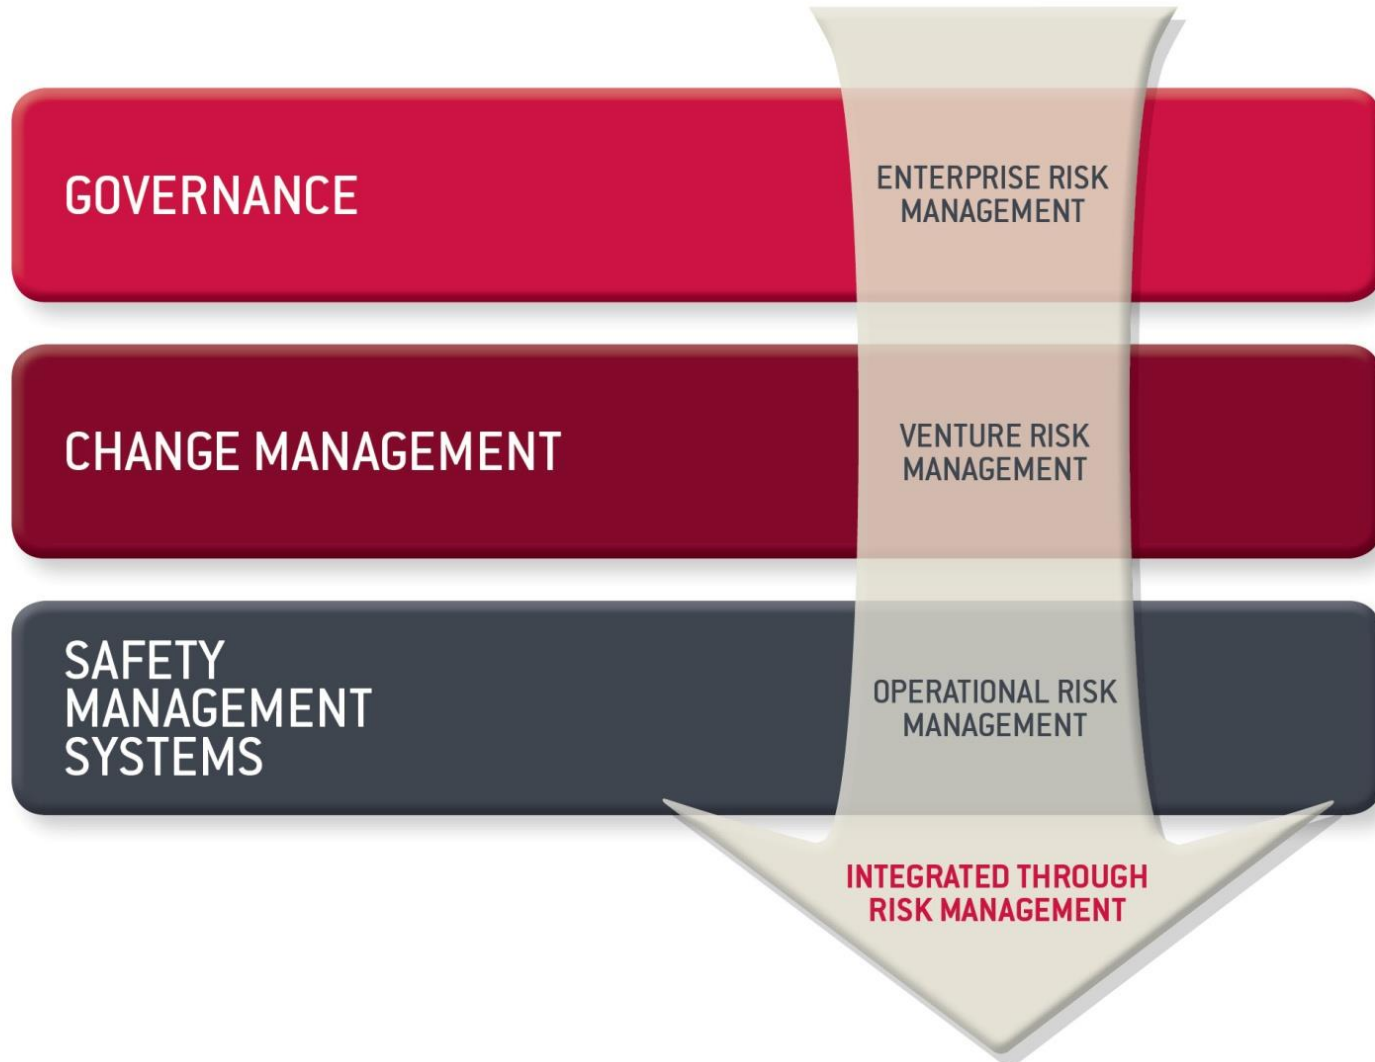 GOVERNANCE
ENTERPRISE RISK
MANAGEMENT
CHANGE MANAGEMENT
VENTURE RISK
MANAGEMENT
SAFETY
MANAGEMENT
SYSTEMS
OPERATIONAL RISK
MANAGEMENT
INTEGRATED THROUGH
RISK MANAGEMENT